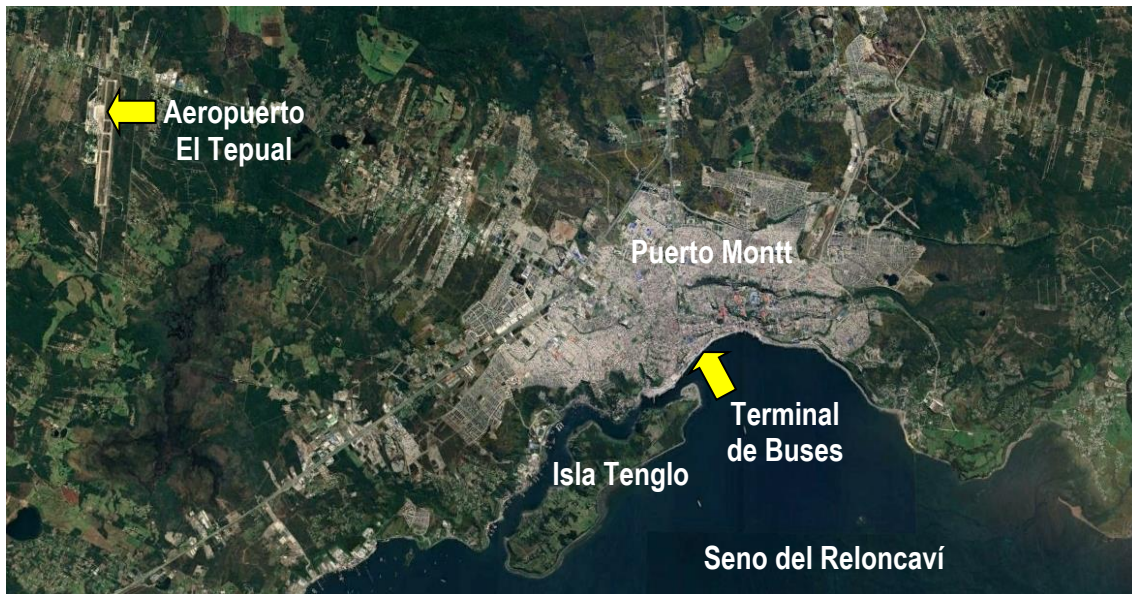 Aeropuerto
El Tepual
Puerto Montt
Terminal
de Buses
Isla Tenglo
Seno del Reloncaví